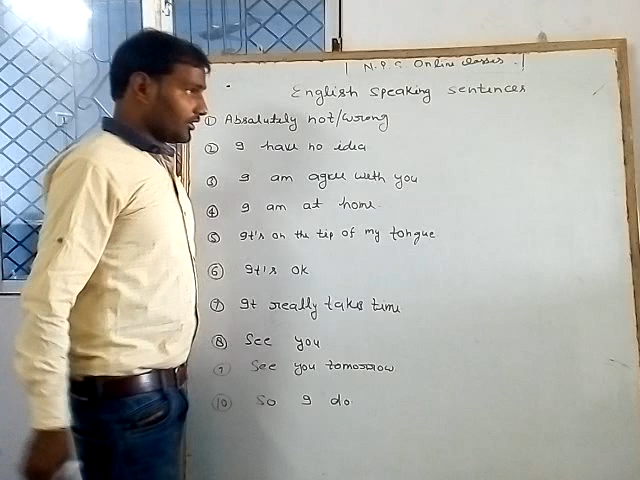 N.P.S. Online classes.
English speaking sentences
① Absalutely not/wrong
② I have no idea
③ I am agree with you
④ I am at home.
⑤ It's on the tip of my tongue
⑥ It's ok
⑦ It really takes time
⑧ See you
⑨ See you tomorrow
⑩ So I do